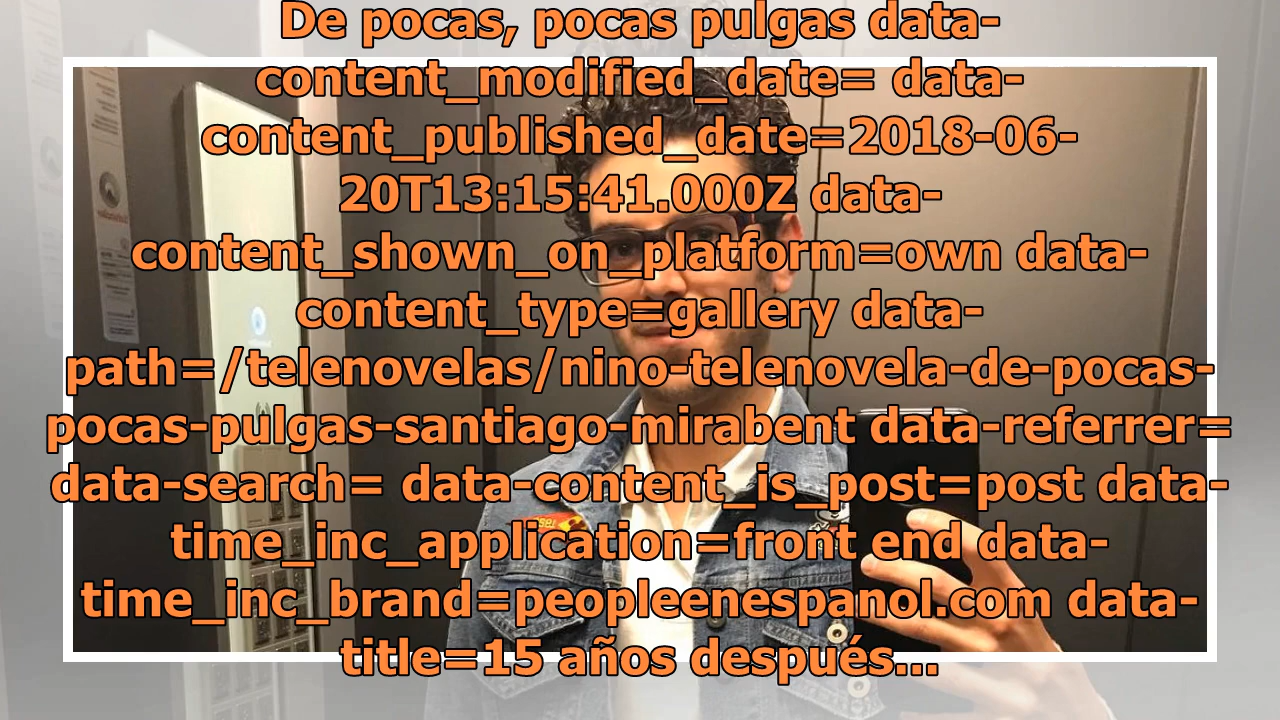 De pocas, pocas pulgas data-
content_modified_date= data-
content_published_date=2018-06-
20T13:15:41.000Z data-
content_shown_on_platform=own data-
content_type=gallery data-
path=/telenovelas/nino-telenovela-de-pocas-
pocas-pulgas-santiago-mirabent data-referrer=
data-search= data-content_is_post=post data-
time_inc_application=front end data-
time_inc_brand=peopleenespanol.com data-
title=15 años después...